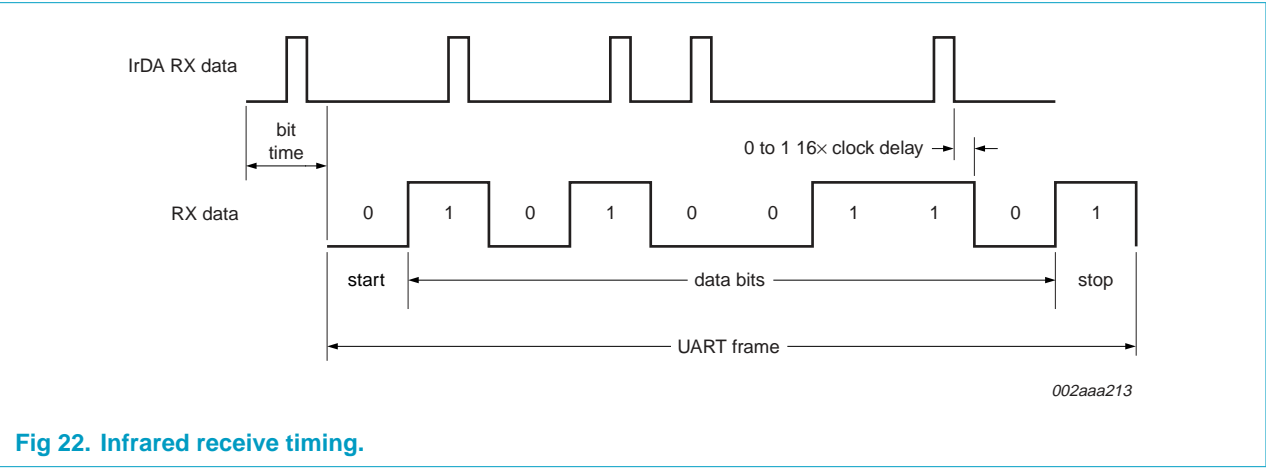 IrDA RX data
bit
time
0 to 1 16× clock delay
RX data
0 1 0 1 0 0 1 1 0 1
start data bits stop
UART frame
002aaa213
Fig 22. Infrared receive timing.